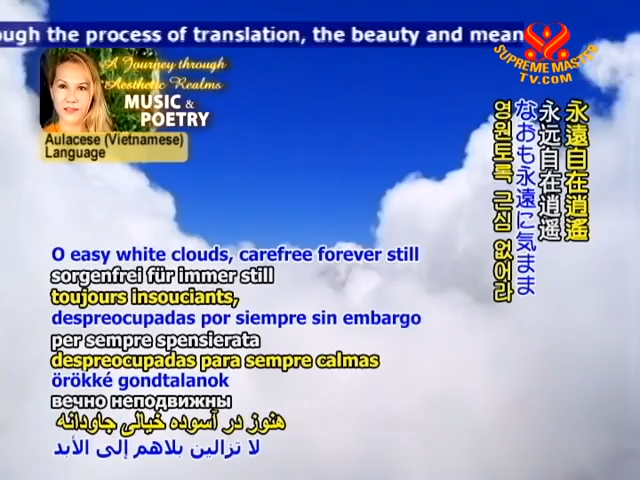 ough the process of translation, the beauty and mean
SUPREME MASTER
TV.COM
A Journey through
Aesthetic Realms
MUSIC &
POETRY
Aulacese (Vietnamese)
Language
永遠自在逍遙
永远自在逍遥
なおも永遠に気まま
영원토록 근심 없어라
O easy white clouds, carefree forever still
sorgenfrei für immer still
toujours insouciants,
despreocupadas por siempre sin embargo
per sempre spensierata
despreocupadas para sempre calmas
örökké gondtalanok
вечно неподвижны
هنوز در آسوده خیالی جاودانه
لا تزالين بلاهم إلى الأبد